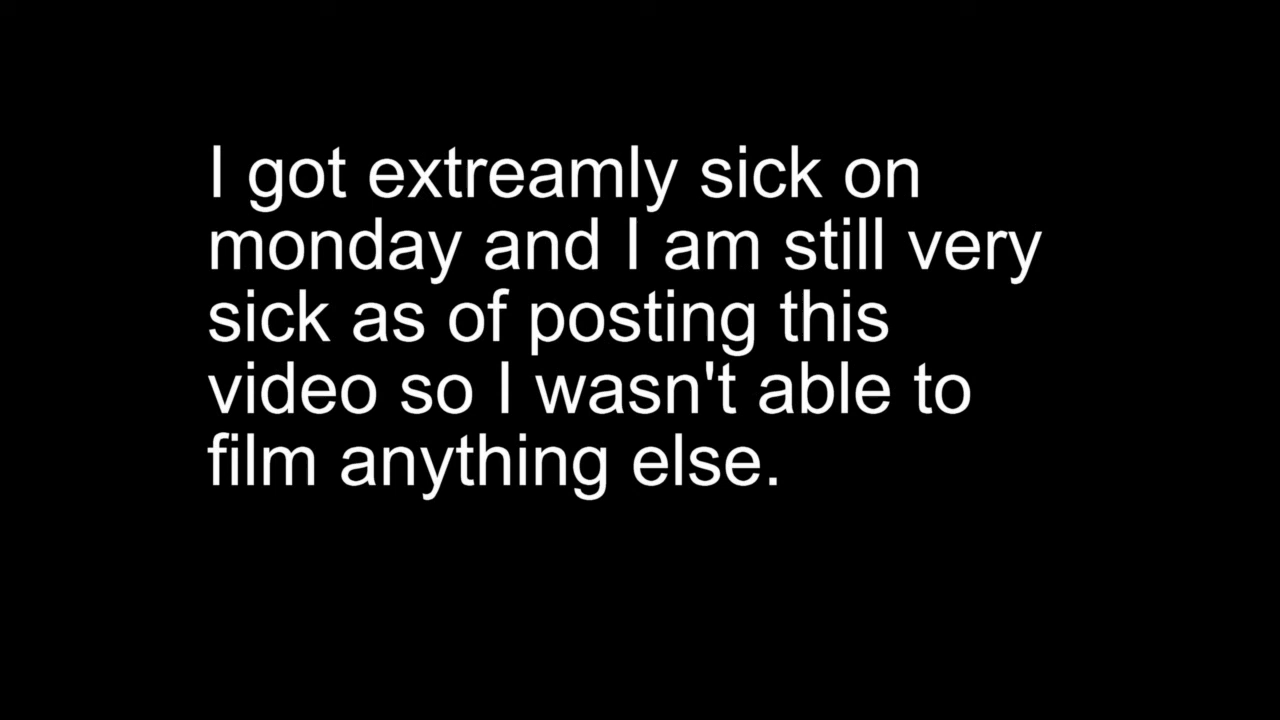 I got extreamly sick on
monday and I am still very
sick as of posting this
video so I wasn't able to
film anything else.